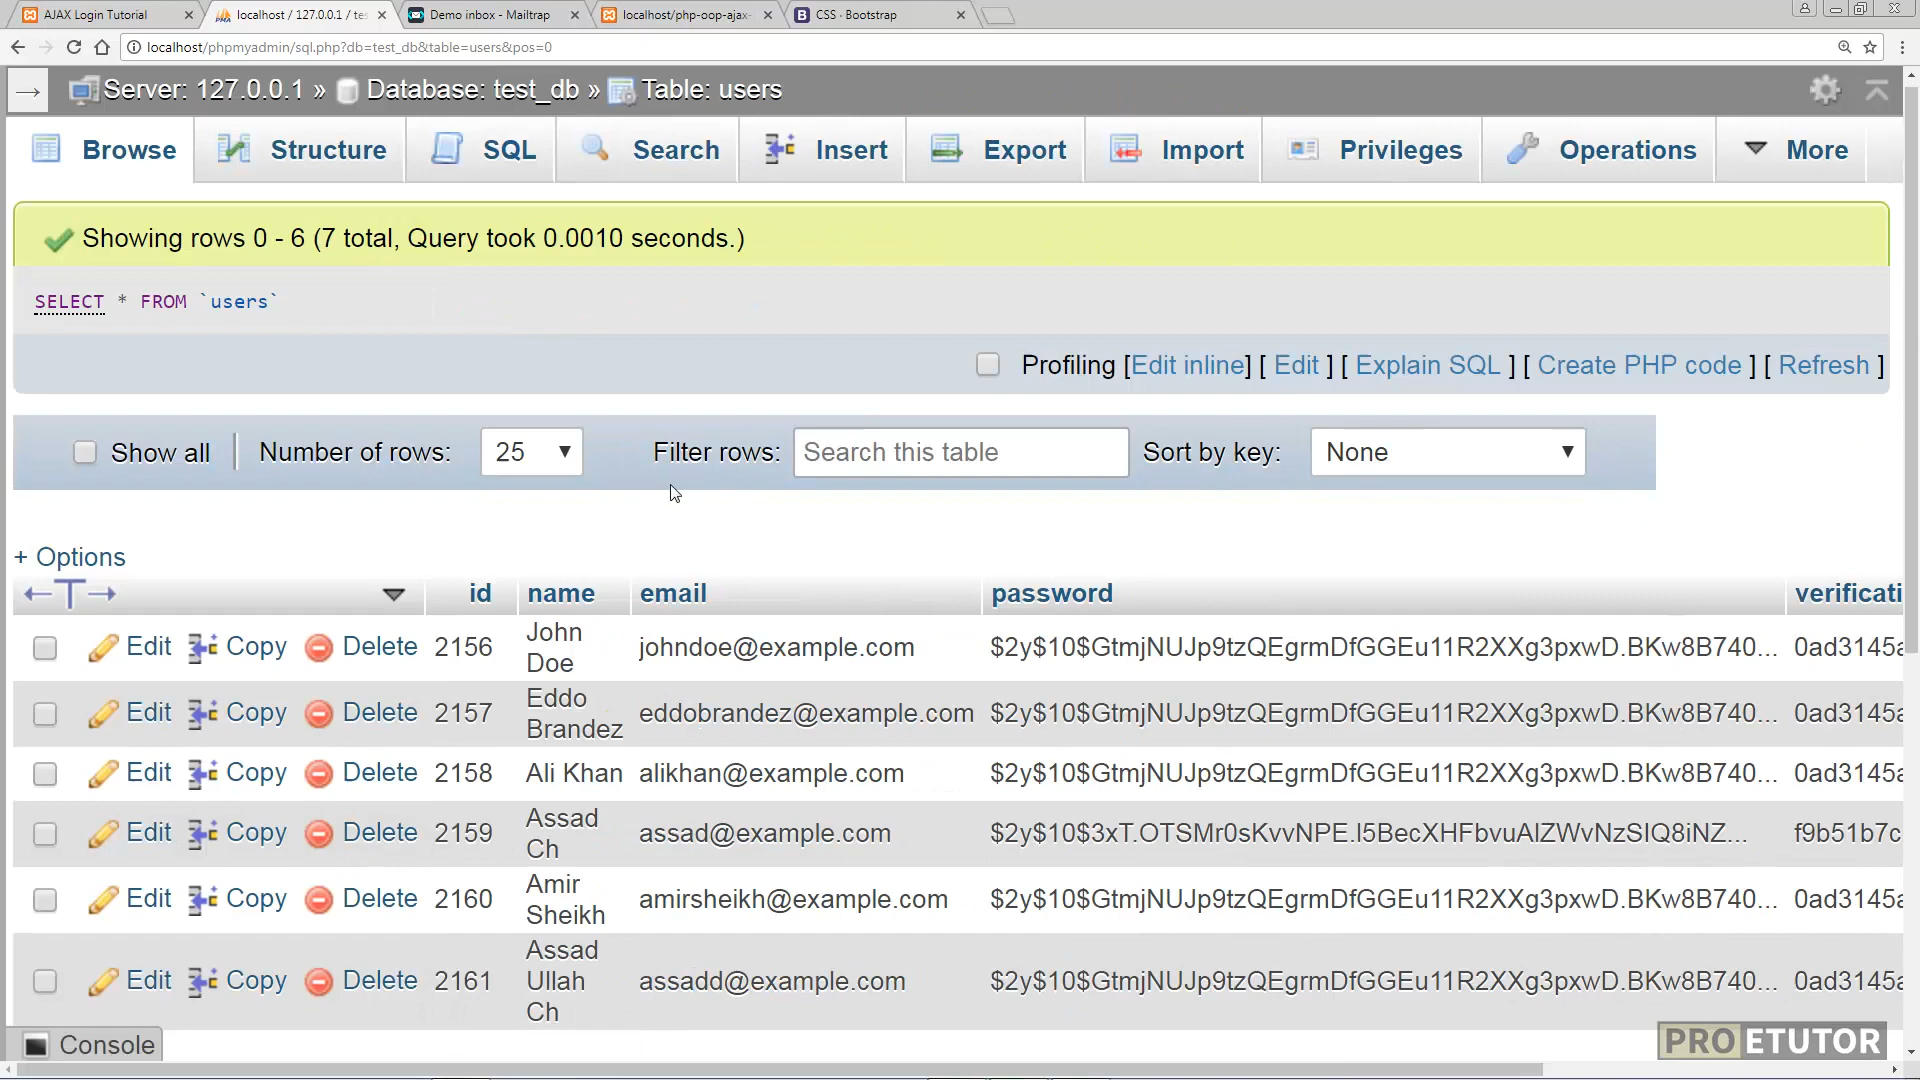 AJAX Login Tutorial
localhost / 127.0.0.1 / tes
Demo inbox - Mailtrap
localhost/php-oop-ajax-
CSS · Bootstrap
localhost/phpmyadmin/sql.php?db=test_db&table=users&pos=0
Server: 127.0.0.1 » Database: test_db » Table: users
Browse Structure SQL Search Insert Export Import Privileges Operations More
Showing rows 0 - 6 (7 total, Query took 0.0010 seconds.)
SELECT * FROM `users`
Profiling [Edit inline] [ Edit ] [ Explain SQL ] [ Create PHP code ] [ Refresh ]
Show all Number of rows: 25 Filter rows: Search this table Sort by key: None
+ Options
id name email password verificati
Edit Copy Delete 2156 John Doe johndoe@example.com $2y$10$GtmjNUJp9tzQEgrmDfGGEu11R2XXg3pxwD.BKw8B740... 0ad3145a
Edit Copy Delete 2157 Eddo Brandez eddobrandez@example.com $2y$10$GtmjNUJp9tzQEgrmDfGGEu11R2XXg3pxwD.BKw8B740... 0ad3145a
Edit Copy Delete 2158 Ali Khan alikhan@example.com $2y$10$GtmjNUJp9tzQEgrmDfGGEu11R2XXg3pxwD.BKw8B740... 0ad3145a
Edit Copy Delete 2159 Assad Ch assad@example.com $2y$10$3xT.OTSMr0sKvvNPE.l5BecXHFbvuAlZWvNzSIQ8iNZ... f9b51b7c
Edit Copy Delete 2160 Amir Sheikh amirsheikh@example.com $2y$10$GtmjNUJp9tzQEgrmDfGGEu11R2XXg3pxwD.BKw8B740... 0ad3145a
Edit Copy Delete 2161 Assad Ullah Ch assadd@example.com $2y$10$GtmjNUJp9tzQEgrmDfGGEu11R2XXg3pxwD.BKw8B740... 0ad3145a
Console
PRO ETUTOR